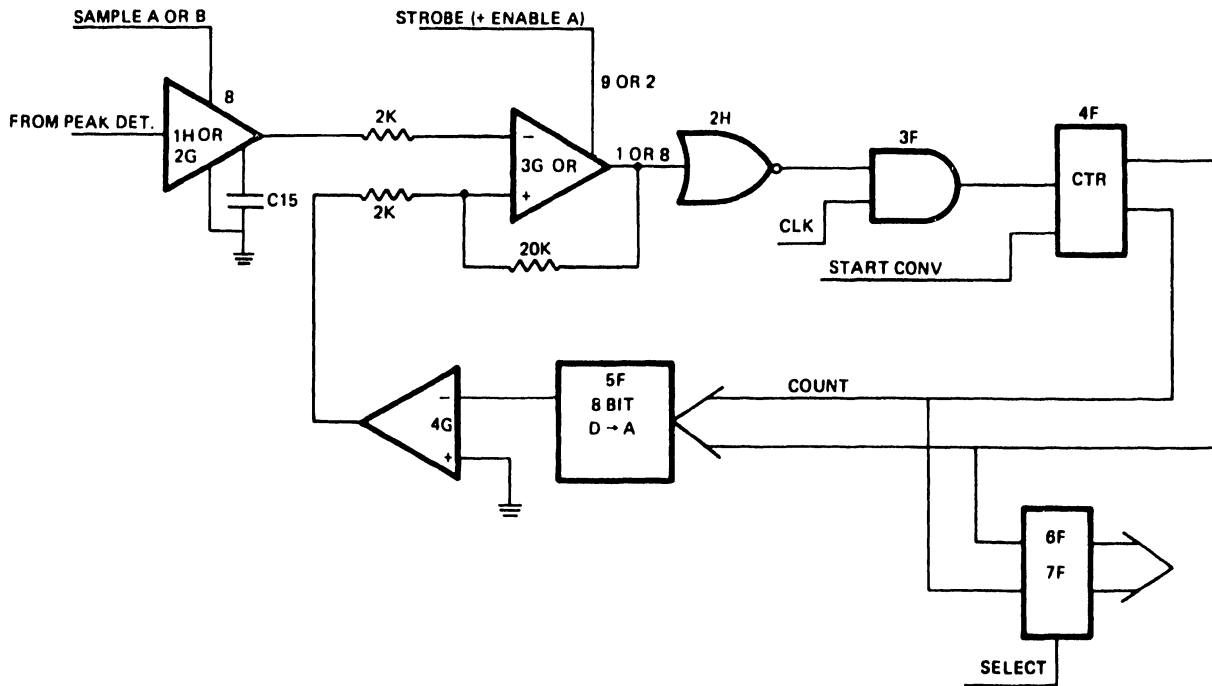 SAMPLE A OR B
STROBE (+ ENABLE A)
8
9 OR 2
FROM PEAK DET.
1H OR
2G
2K
−
3G OR
+
1 OR 8
2H
3F
4F
CTR
C15
2K
20K
CLK
START CONV
5F
8 BIT
D → A
−
4G
+
COUNT
6F
7F
SELECT